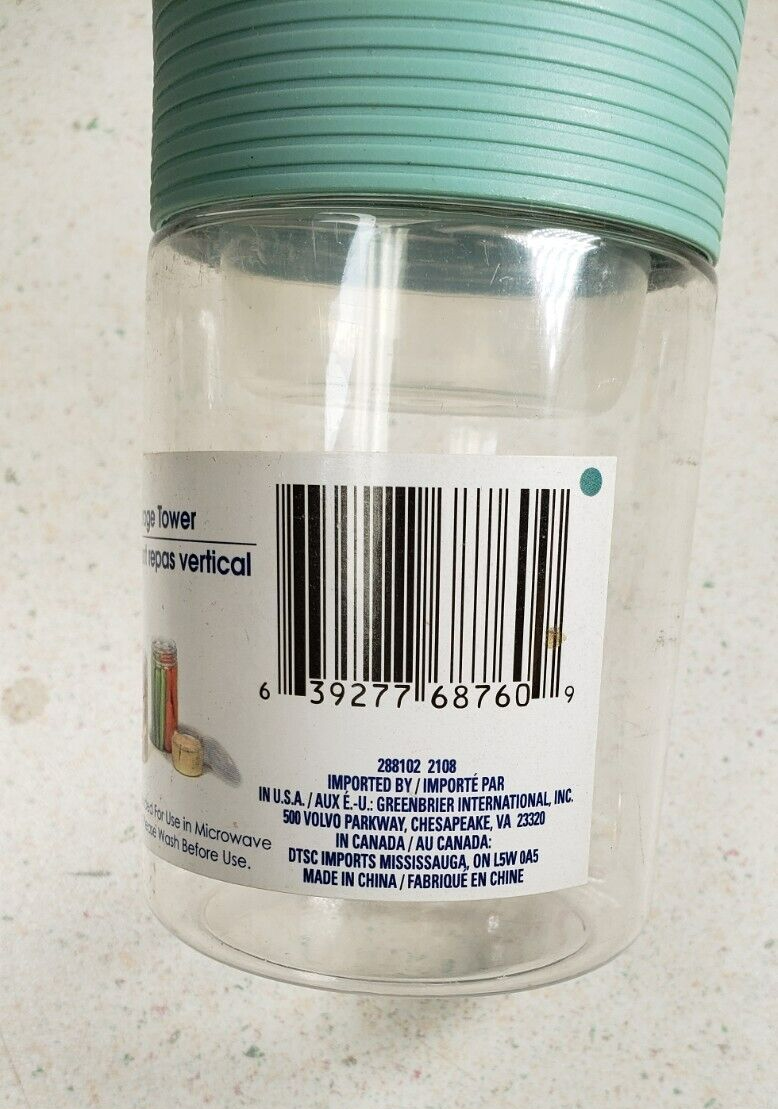 Tower
repas vertical
6 39277 68760 9
288102 2108
IMPORTED BY / IMPORTÉ PAR
IN U.S.A. / AUX É.-U.: GREENBRIER INTERNATIONAL, INC.
500 VOLVO PARKWAY, CHESAPEAKE, VA 23320
IN CANADA / AU CANADA:
DTSC IMPORTS MISSISSAUGA, ON L5W 0A5
MADE IN CHINA / FABRIQUÉ EN CHINE
For Use in Microwave
Wash Before Use.